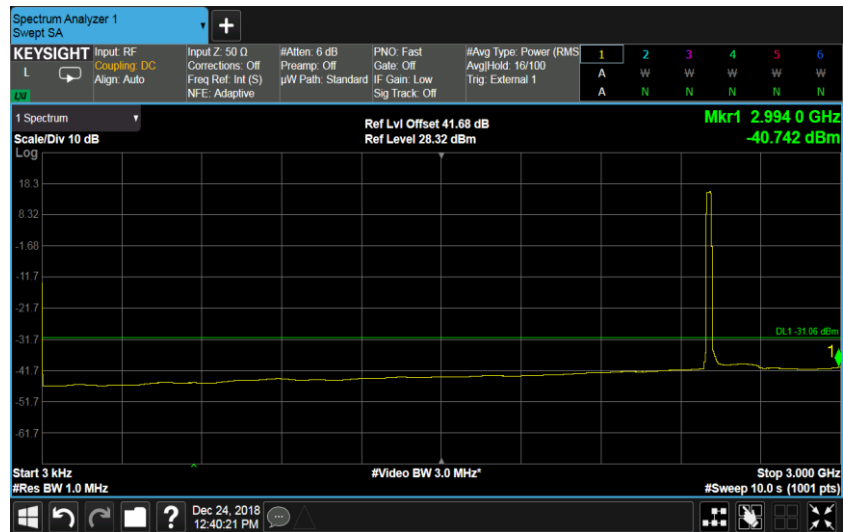 Spectrum Analyzer 1
Swept SA
KEYSIGHT
L
LXI
Input: RF
Coupling: DC
Align: Auto
Input Z: 50 Ω
Corrections: Off
Freq Ref: Int (S)
NFE: Adaptive
#Atten: 6 dB
Preamp: Off
µW Path: Standard
PNO: Fast
Gate: Off
IF Gain: Low
Sig Track: Off
#Avg Type: Power (RMS
Avg|Hold: 16/100
Trig: External 1
1 2 3 4 5 6
A W W W W W
A N N N N N
1 Spectrum
Scale/Div 10 dB
Ref Lvl Offset 41.68 dB
Ref Level 28.32 dBm
Mkr1 2.994 0 GHz
-40.742 dBm
Log
18.3
8.32
-1.68
-11.7
-21.7
DL1 -31.06 dBm
-31.7
1
-41.7
-51.7
-61.7
Start 3 kHz
#Res BW 1.0 MHz
#Video BW 3.0 MHz*
Stop 3.000 GHz
#Sweep 10.0 s (1001 pts)
?
Dec 24, 2018
12:40:21 PM